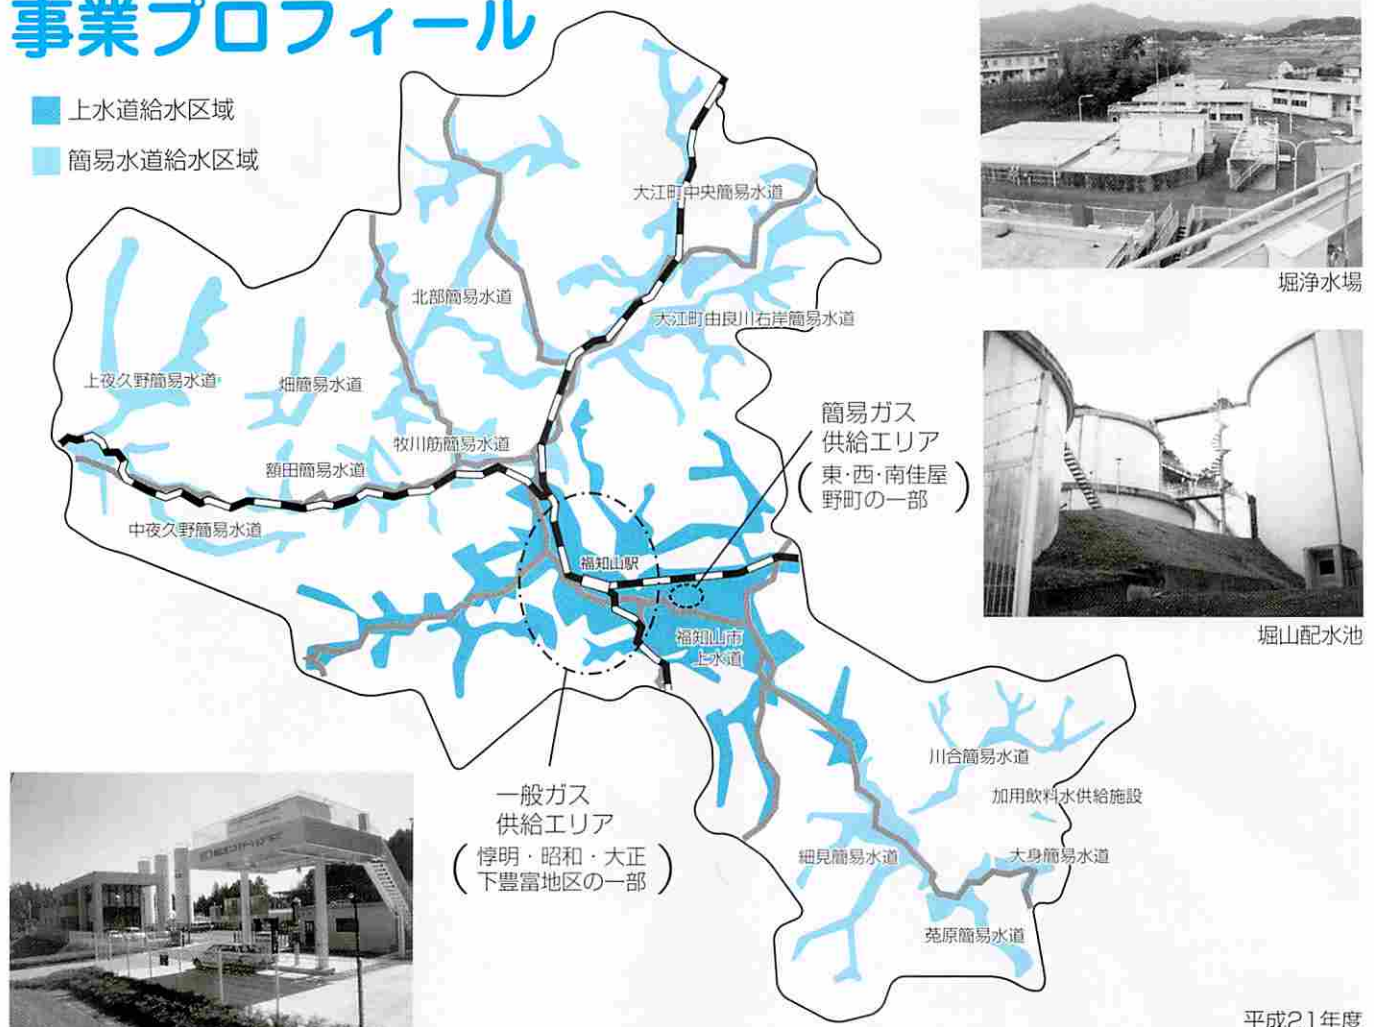 事業プロフィール
上水道給水区域
簡易水道給水区域
大江町中央簡易水道
北部簡易水道
大江町由良川右岸簡易水道
上夜久野簡易水道
畑簡易水道
牧川筋簡易水道
額田簡易水道
中夜久野簡易水道
簡易ガス
供給エリア
(東・西・南佳屋
野町の一部)
福知山駅
福知山市
上水道
一般ガス
供給エリア
(惇明・昭和・大正
下豊富地区の一部)
川合簡易水道
加用飲料水供給施設
細見簡易水道
大身簡易水道
菟原簡易水道
堀浄水場
堀山配水池
平成21年度